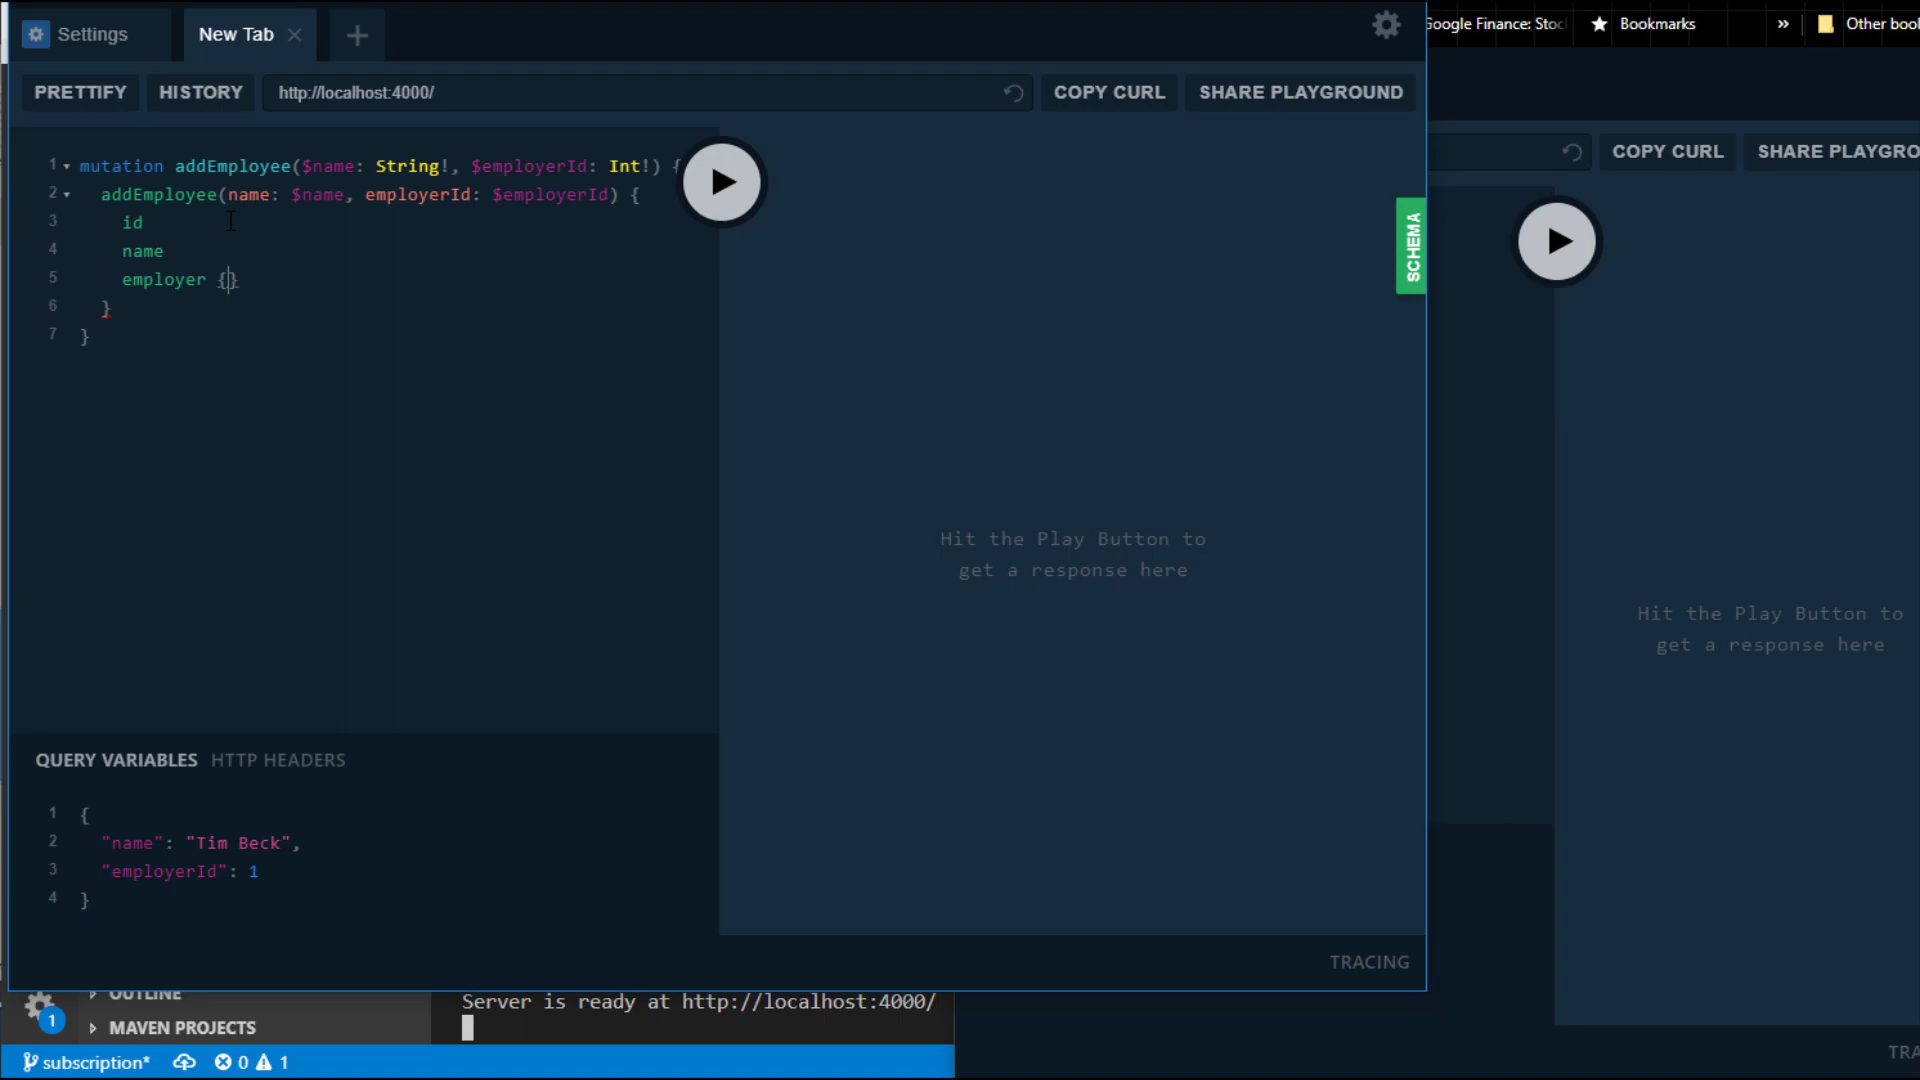 Settings
New Tab
Google Finance: Stoc
Bookmarks
Other bool
PRETTIFY
HISTORY
http://localhost:4000/
COPY CURL
SHARE PLAYGROUND
COPY CURL
SHARE PLAYGRO
1 mutation addEmployee($name: String!, $employerId: Int!) {
2 addEmployee(name: $name, employerId: $employerId) {
3 id
4 name
5 employer {}
6 }
7 }
SCHEMA
Hit the Play Button to
get a response here
Hit the Play Button to
get a response here
QUERY VARIABLES
HTTP HEADERS
1 {
2 "name": "Tim Beck",
3 "employerId": 1
4 }
TRACING
OUTLINE
MAVEN PROJECTS
1
Server is ready at http://localhost:4000/
TRA
subscription*
0
1